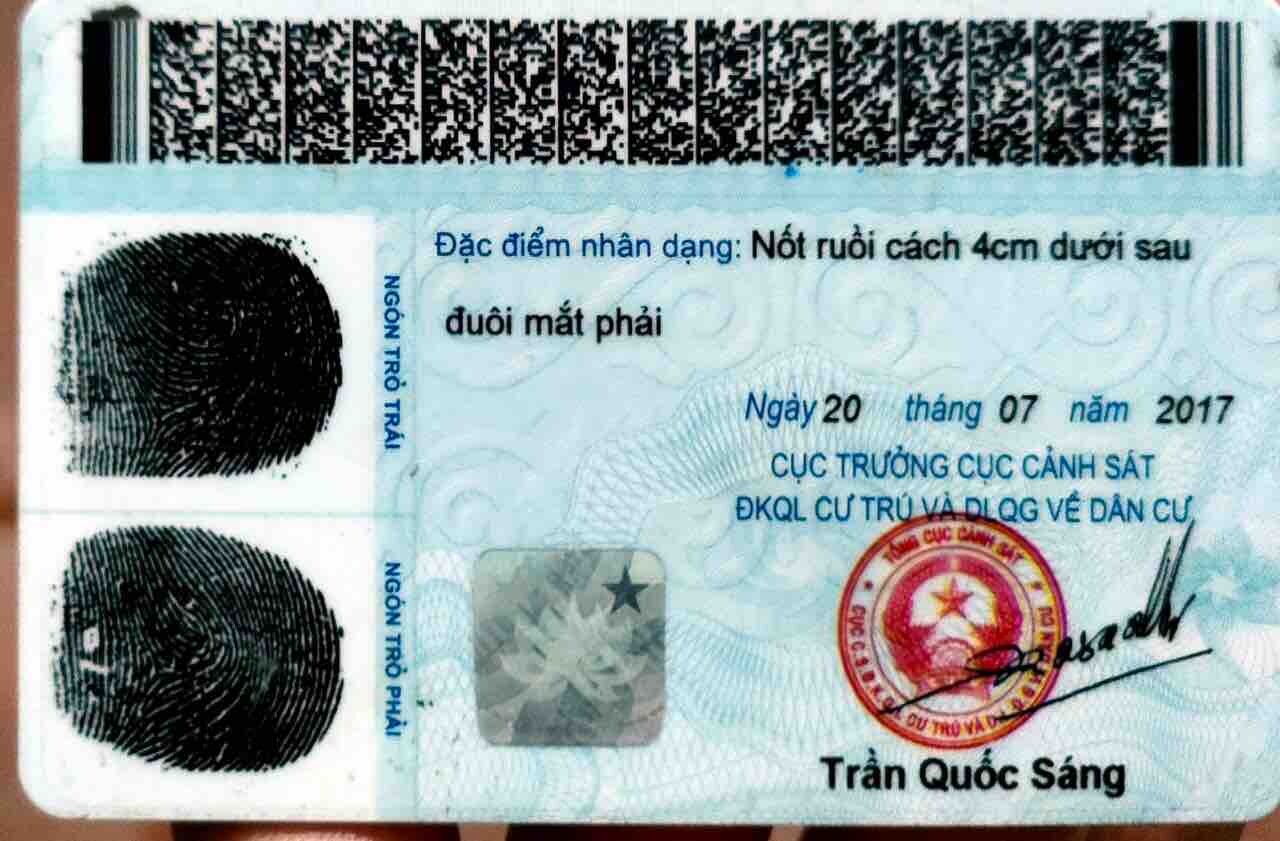 Đặc điểm nhân dạng: Nốt ruồi cách 4cm dưới sau
đuôi mắt phải
NGÓN TRỎ TRÁI
NGÓN TRỎ PHẢI
Ngày 20 tháng 07 năm 2017
CỤC TRƯỞNG CỤC CẢNH SÁT
ĐKQL CƯ TRÚ VÀ DLQG VỀ DÂN CƯ
TỔNG CỤC CẢNH SÁT
Trần Quốc Sáng